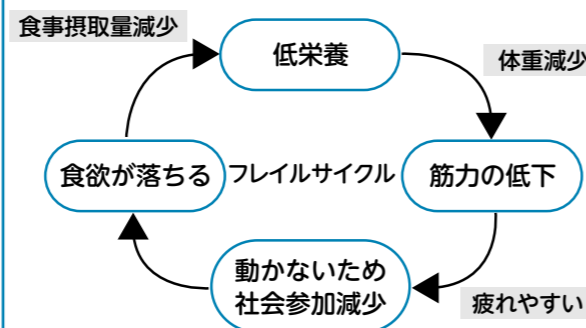 食事摂取量減少
低栄養
体重減少
食欲が落ちる
フレイルサイクル
筋力の低下
動かないため
社会参加減少
疲れやすい